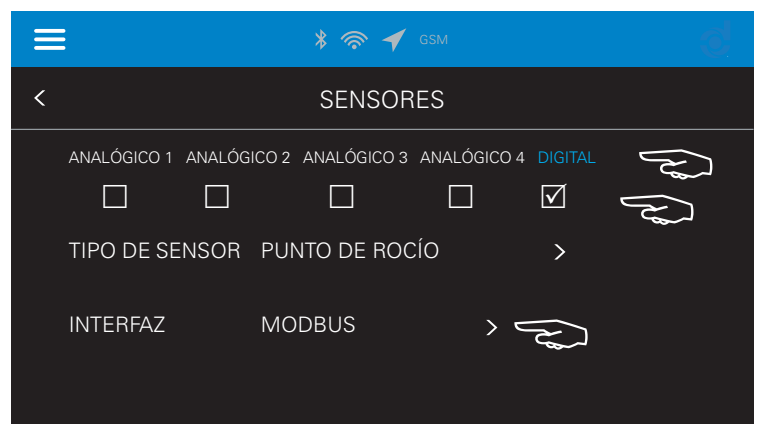 GSM
SENSORES
ANALÓGICO 1 ANALÓGICO 2 ANALÓGICO 3 ANALÓGICO 4 DIGITAL
TIPO DE SENSOR PUNTO DE ROCÍO
INTERFAZ MODBUS